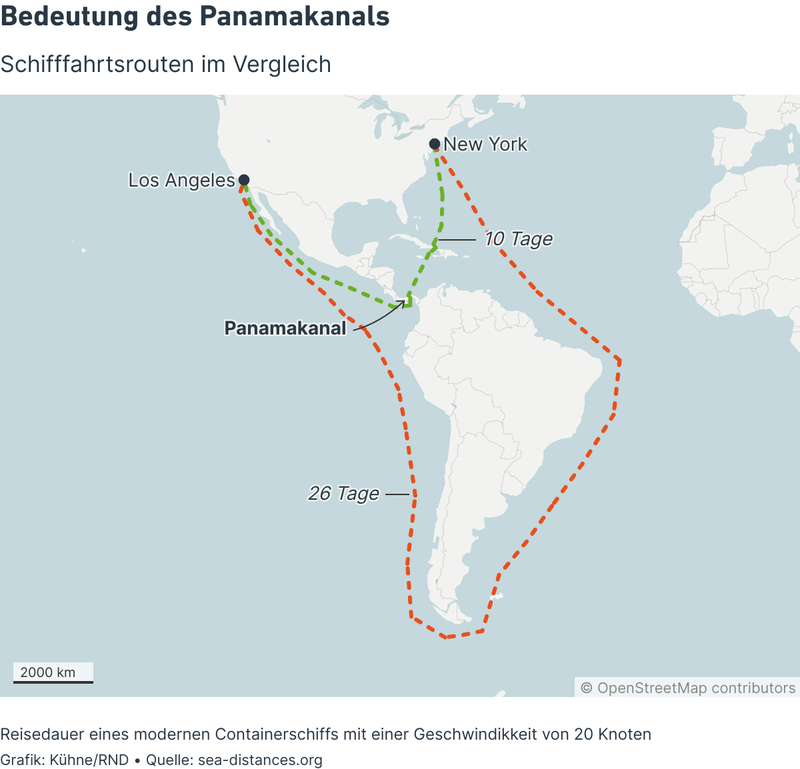 Bedeutung des Panamakanals
Schifffahrtsrouten im Vergleich
New York
Los Angeles
10 Tage
Panamakanal
26 Tage
2000 km
© OpenStreetMap contributors
Reisedauer eines modernen Containerschiffs mit einer Geschwindikkeit von 20 Knoten
Grafik: Kühne/RND • Quelle: sea-distances.org